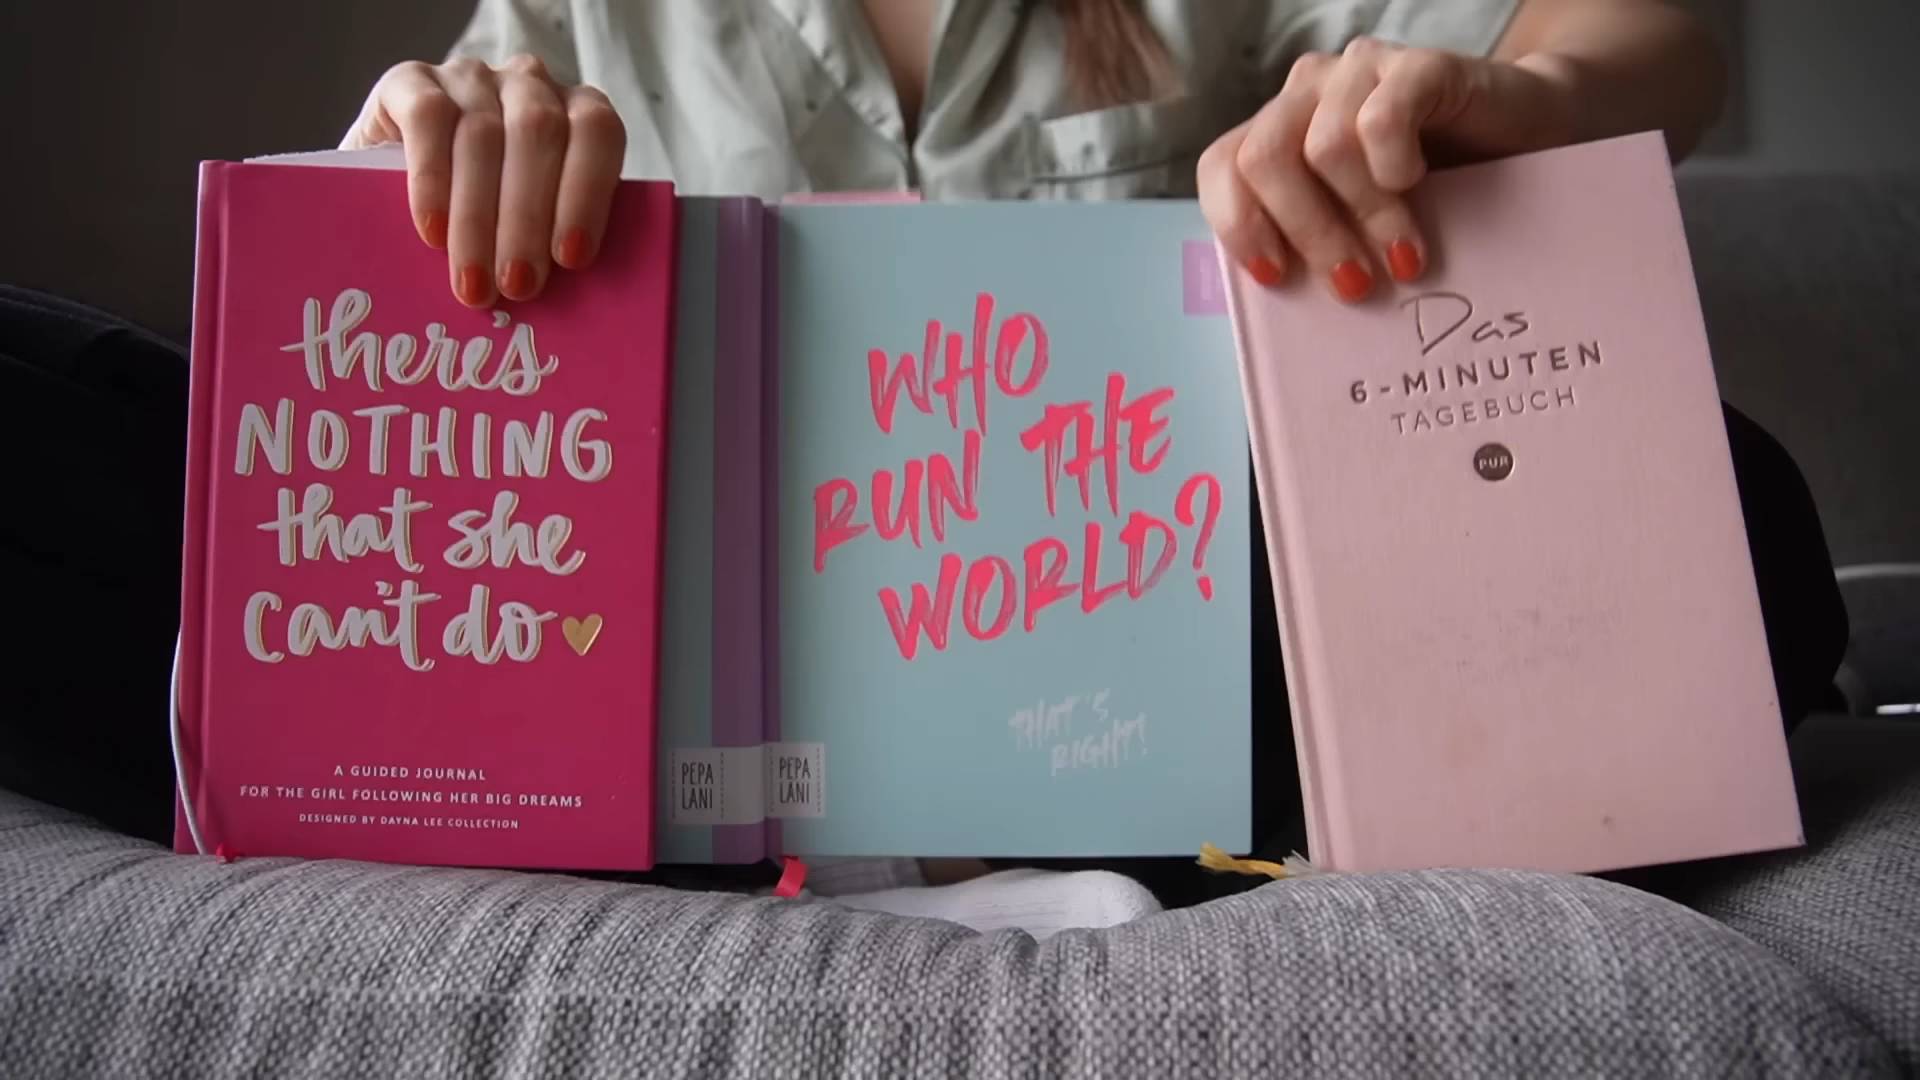 there's
NOTHING
that she
can't do
A GUIDED JOURNAL
FOR THE GIRL FOLLOWING HER BIG DREAMS
DESIGNED BY DAYNA LEE COLLECTION
PEPA
LANI
PEPA
LANI
WHO
RUN THE
WORLD?
THAT'S
RIGHT!
Das
6-MINUTEN
TAGEBUCH
PUR